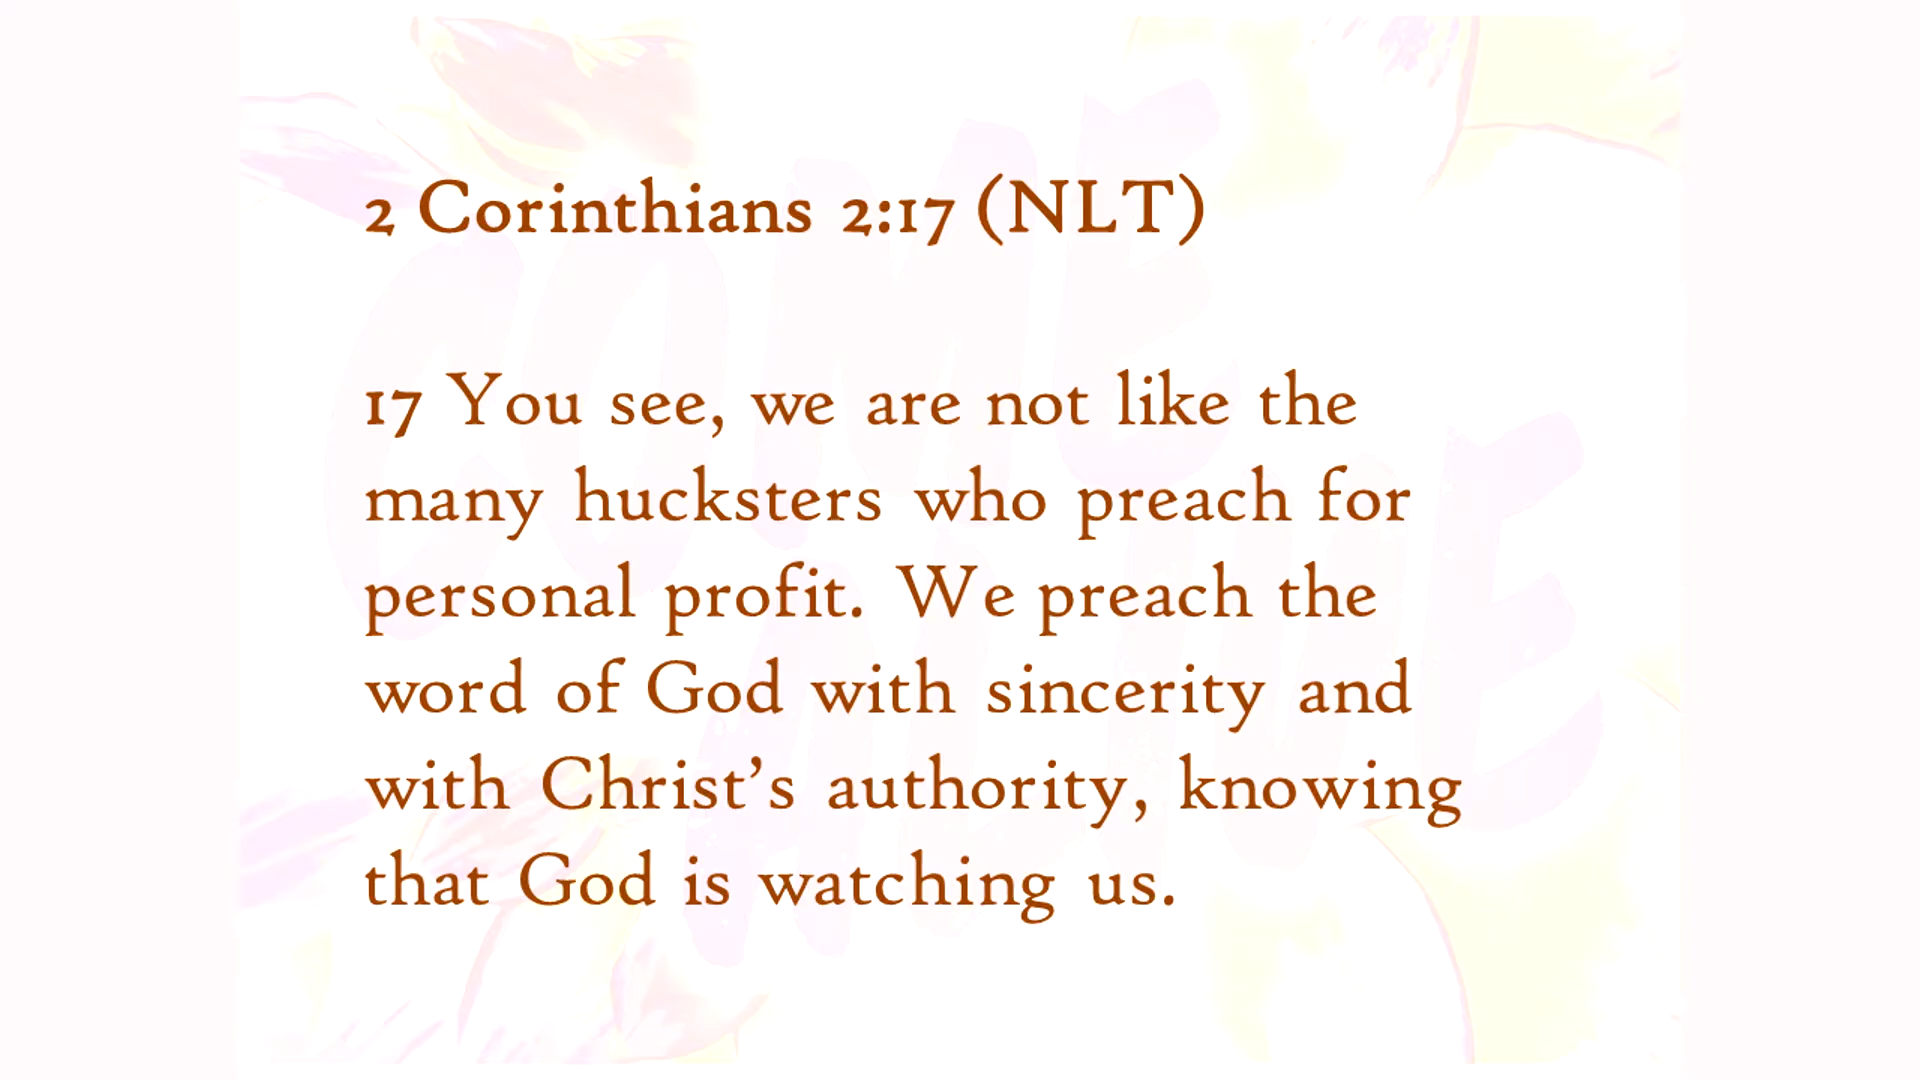 2 Corinthians 2:17 (NLT)
17 You see, we are not like the
many hucksters who preach for
personal profit. We preach the
word of God with sincerity and
with Christ’s authority, knowing
that God is watching us.
COME
ALIVE